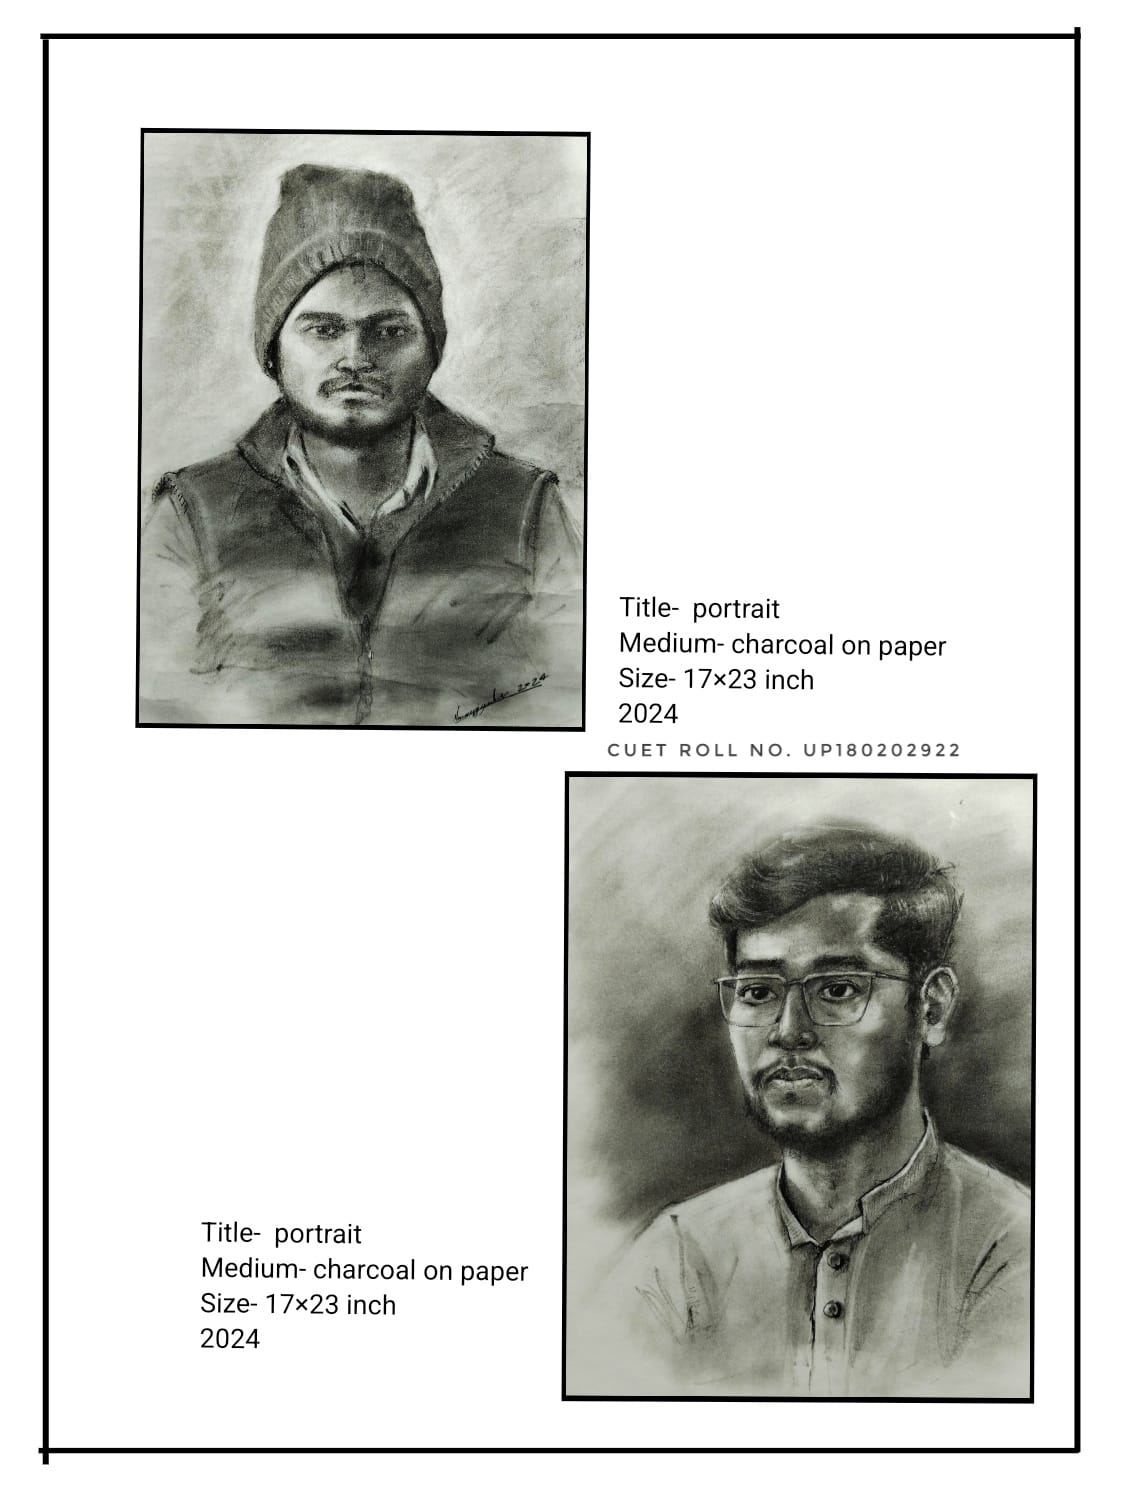 2024
Title- portrait
Medium- charcoal on paper
Size- 17×23 inch
2024
CUET ROLL NO. UP180202922
Title- portrait
Medium- charcoal on paper
Size- 17×23 inch
2024